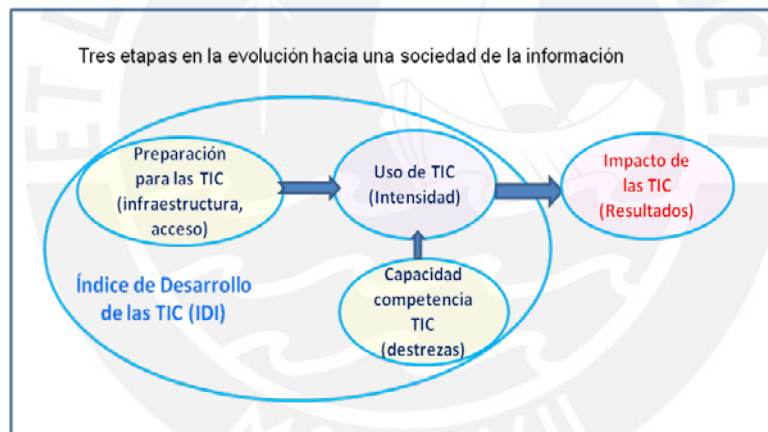 Tres etapas en la evolución hacia una sociedad de la información
Preparación
para las TIC
(infraestructura,
acceso)
Uso de TIC
(Intensidad)
Impacto de
las TIC
(Resultados)
Índice de Desarrollo
de las TIC (IDI)
Capacidad
competencia
TIC
(destrezas)